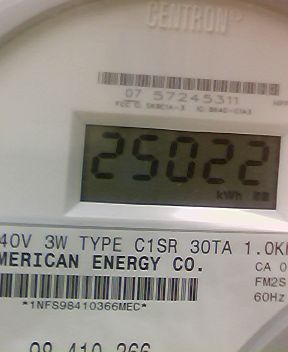 CENTRON®
07 57245311
25022
kWh
40V 3W TYPE C1SR 30TA 1.0K
MERICAN ENERGY CO.
CA 0
FM2S
60Hz
*1NFS98410366MEC*
98 410 366